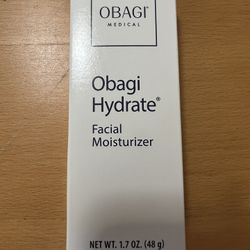 OBAGI
MEDICAL
Obagi
Hydrate®
Facial
Moisturizer
NET WT. 1.7 OZ. (48 g)